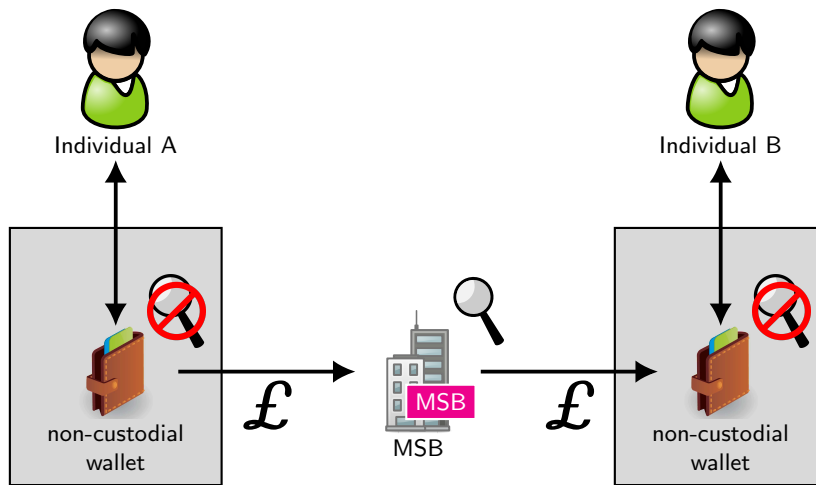 Individual A
Individual B
MSB
£
£
non-custodial
wallet
MSB
non-custodial
wallet